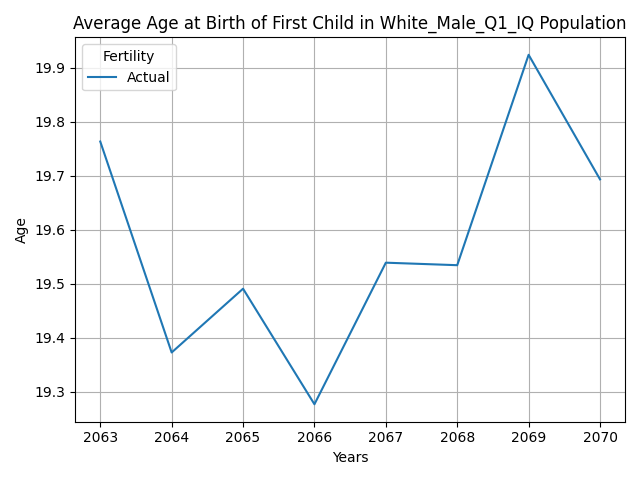 Average Age at Birth of First Child in White_Male_Q1_IQ Population
Fertility
Actual
Age
19.9
19.8
19.7
19.6
19.5
19.4
19.3
2063 2064 2065 2066 2067 2068 2069 2070
Years